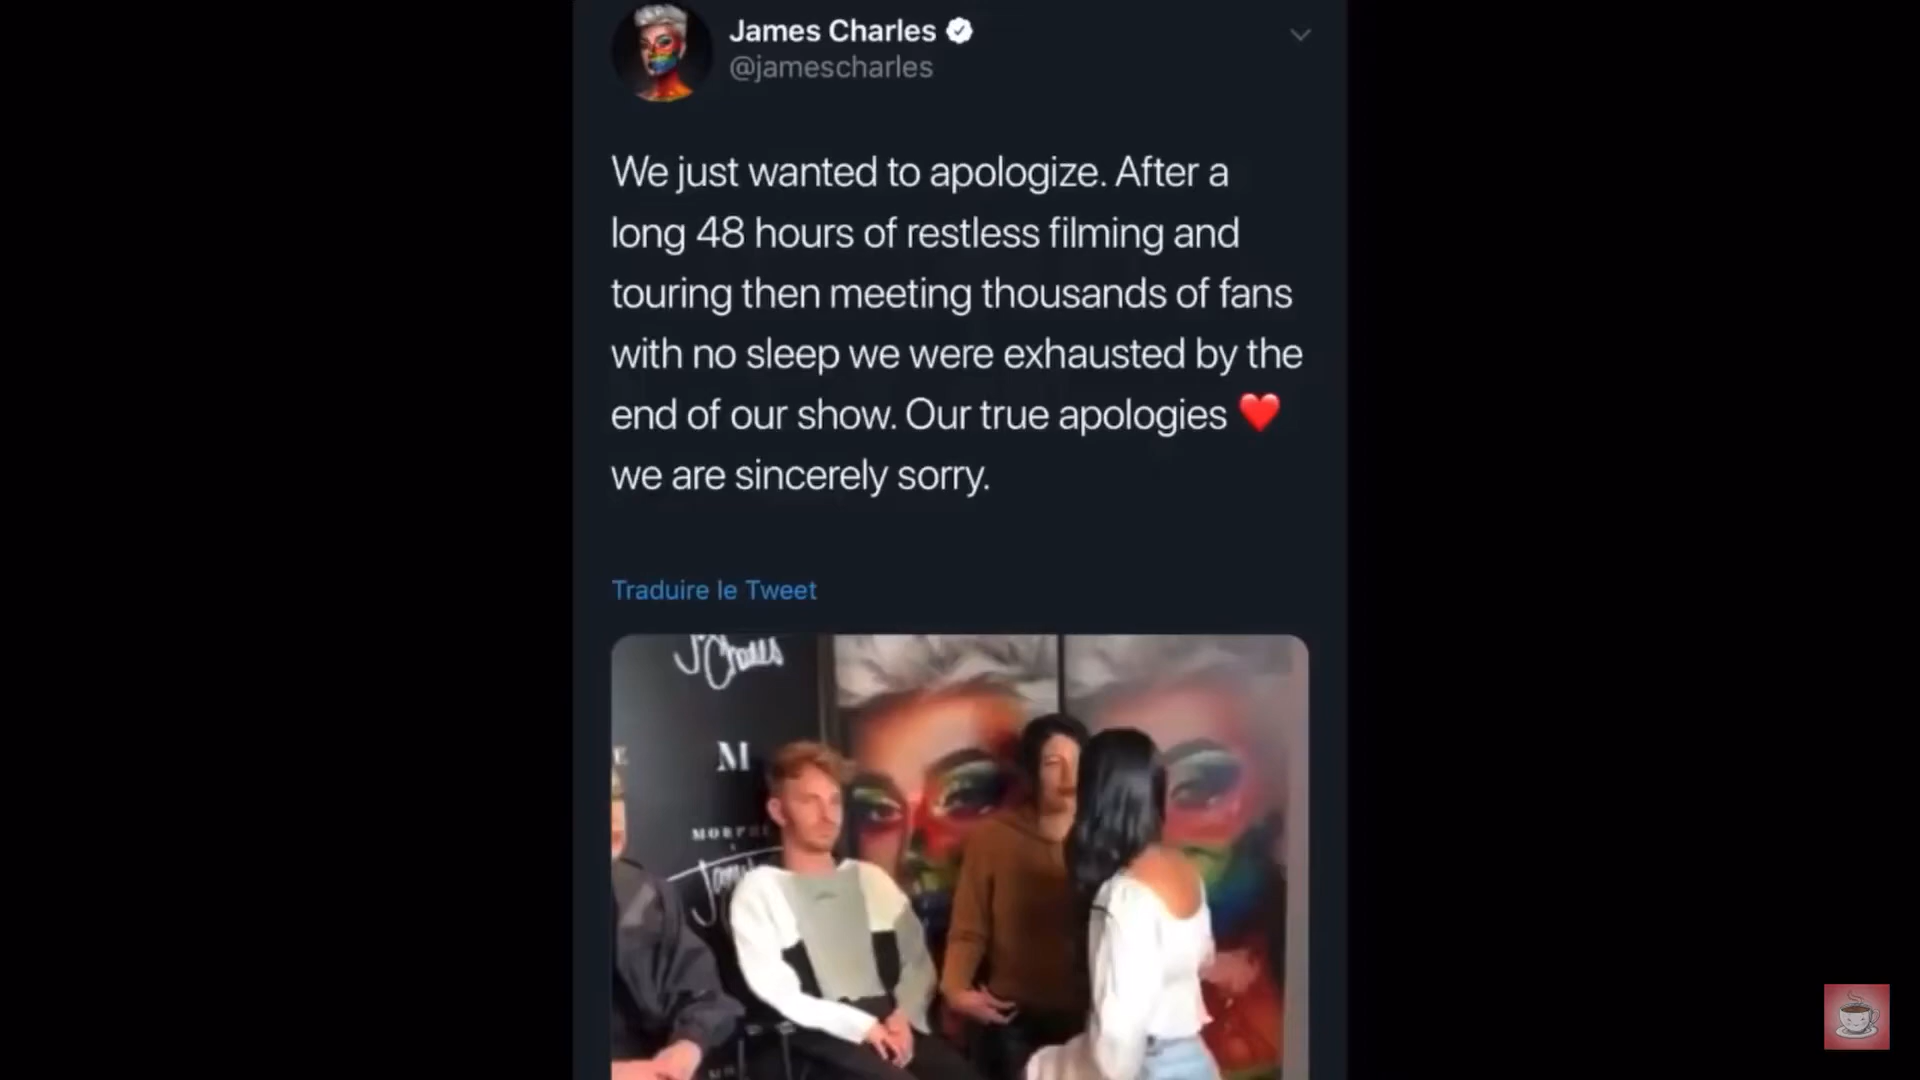 James Charles
@jamescharles
We just wanted to apologize. After a
long 48 hours of restless filming and
touring then meeting thousands of fans
with no sleep we were exhausted by the
end of our show. Our true apologies ❤️
we are sincerely sorry.
Traduire le Tweet
J Charles
M